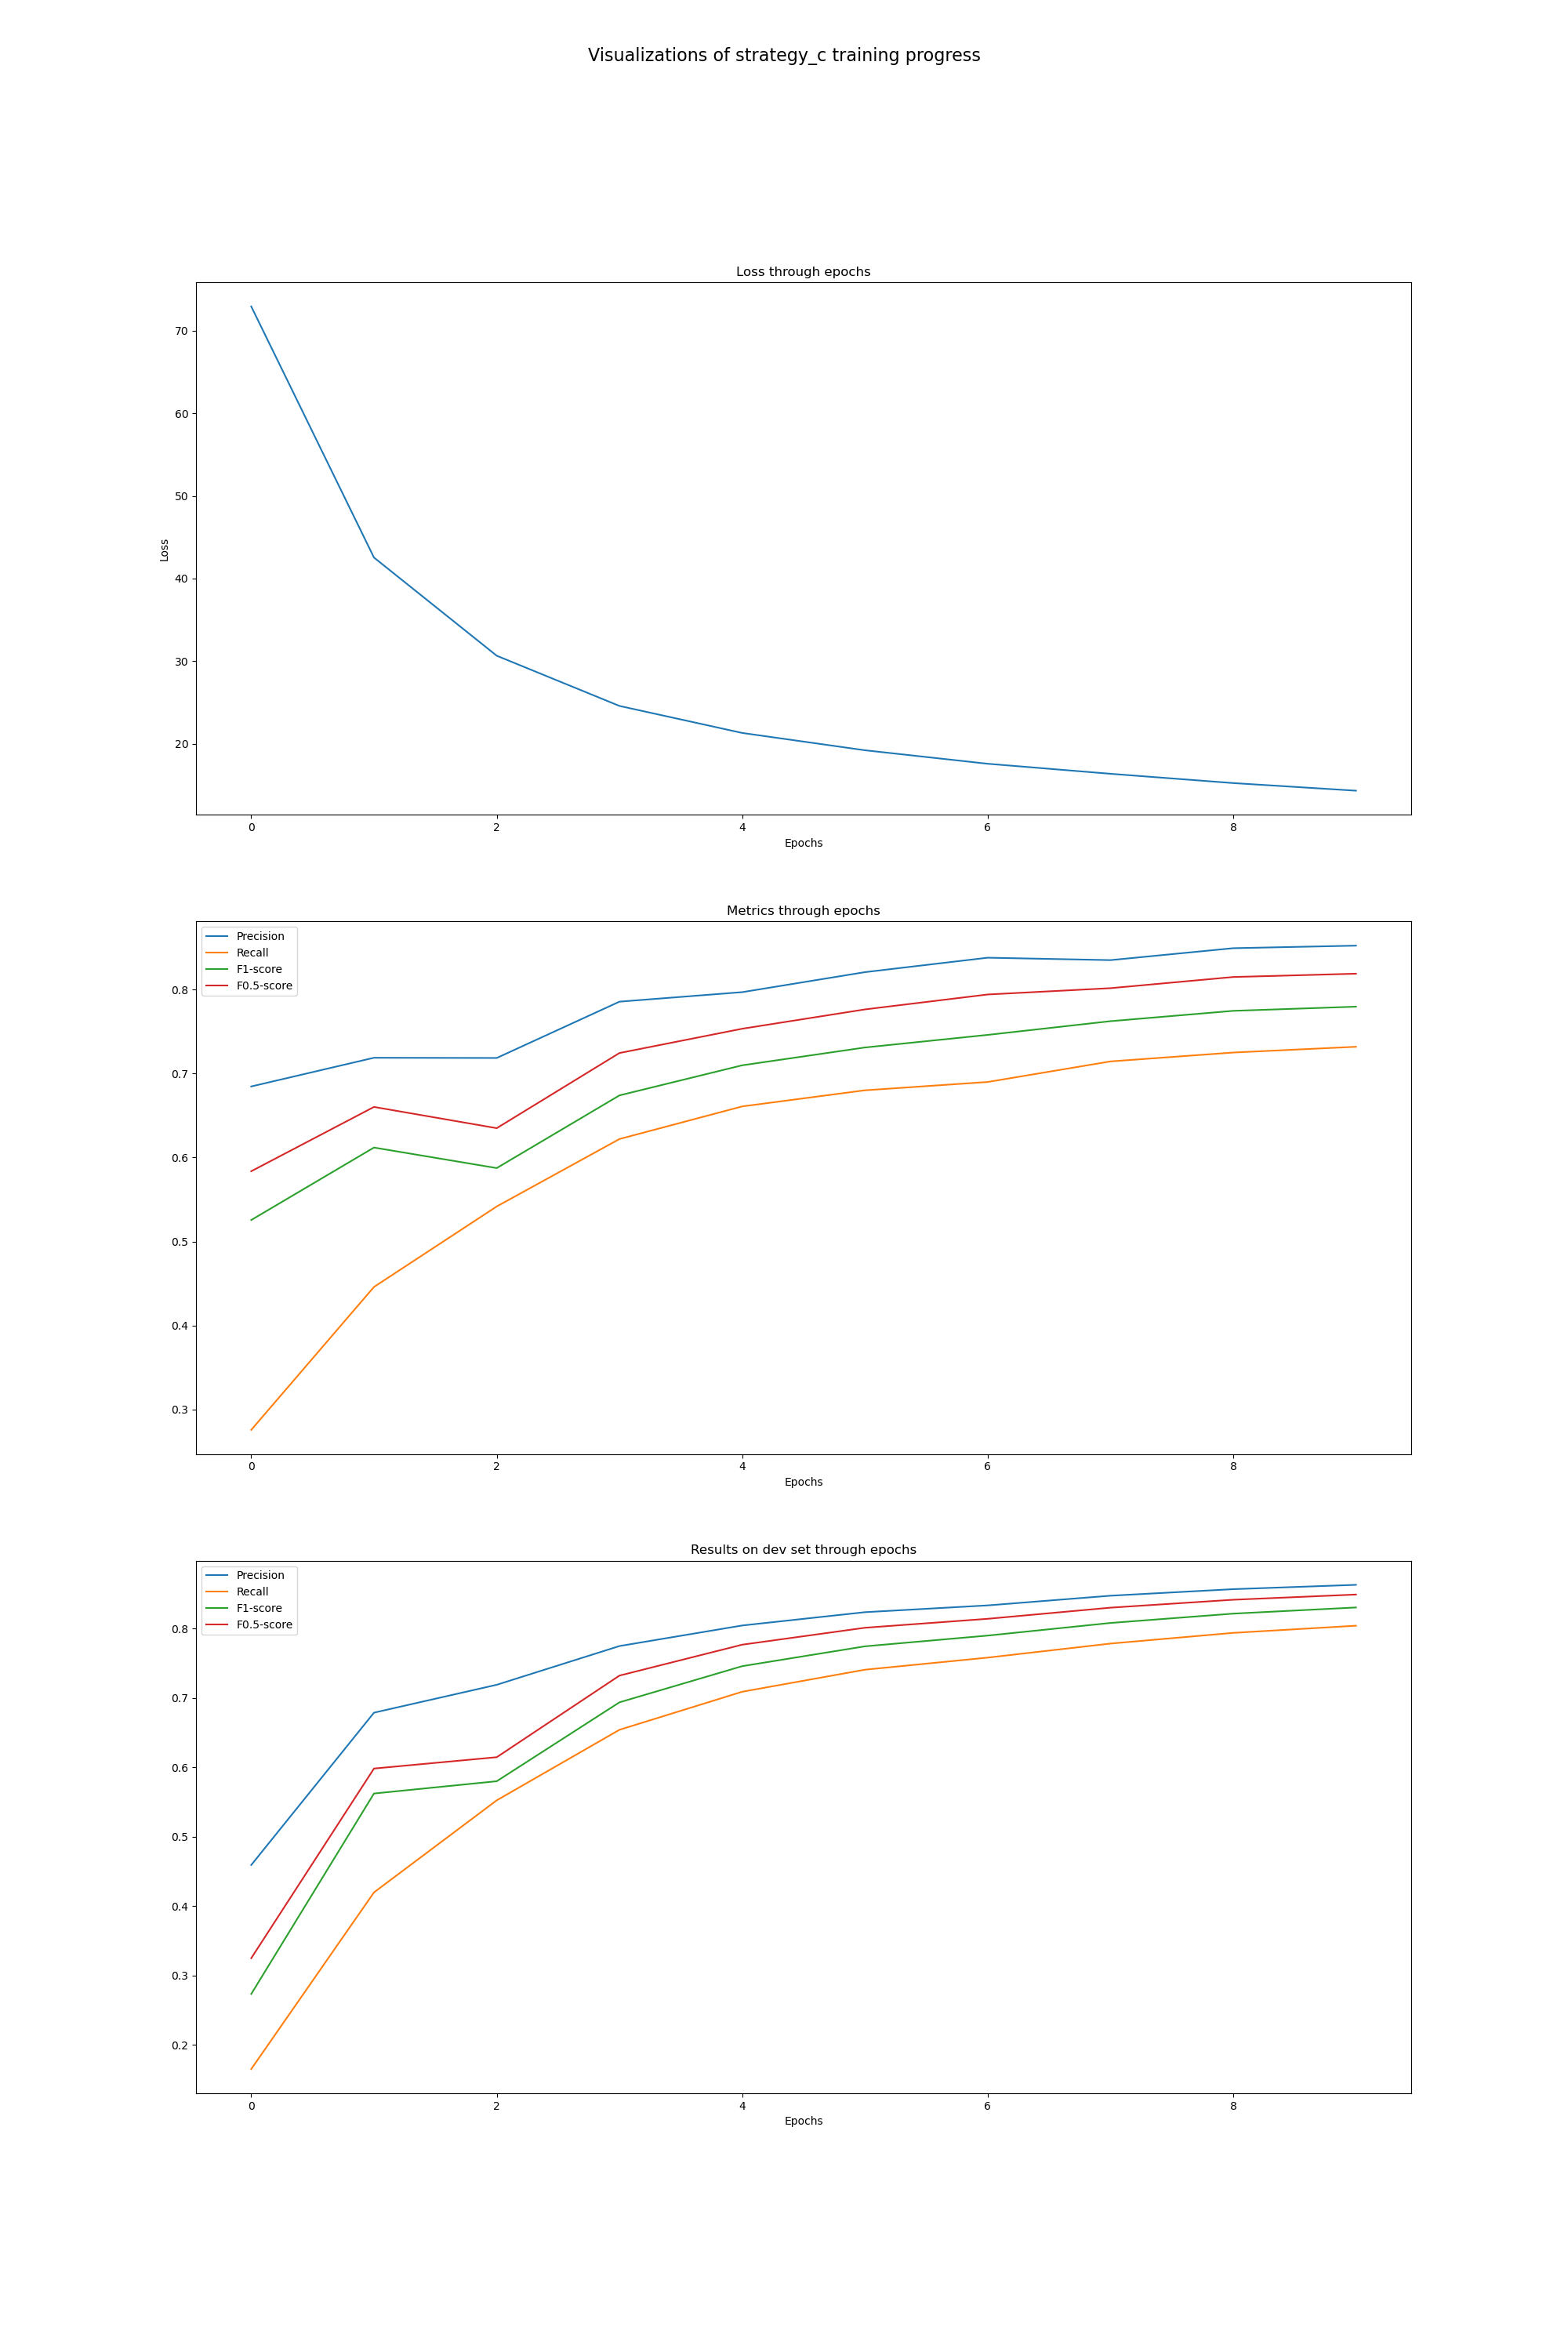 Visualizations of strategy_c training progress
Loss through epochs
70
60
50
40
30
20
Loss
0 2 4 6 8
Epochs
Metrics through epochs
Precision
Recall
F1-score
F0.5-score
0.8
0.7
0.6
0.5
0.4
0.3
0 2 4 6 8
Epochs
Results on dev set through epochs
Precision
Recall
F1-score
F0.5-score
0.8
0.7
0.6
0.5
0.4
0.3
0.2
0 2 4 6 8
Epochs